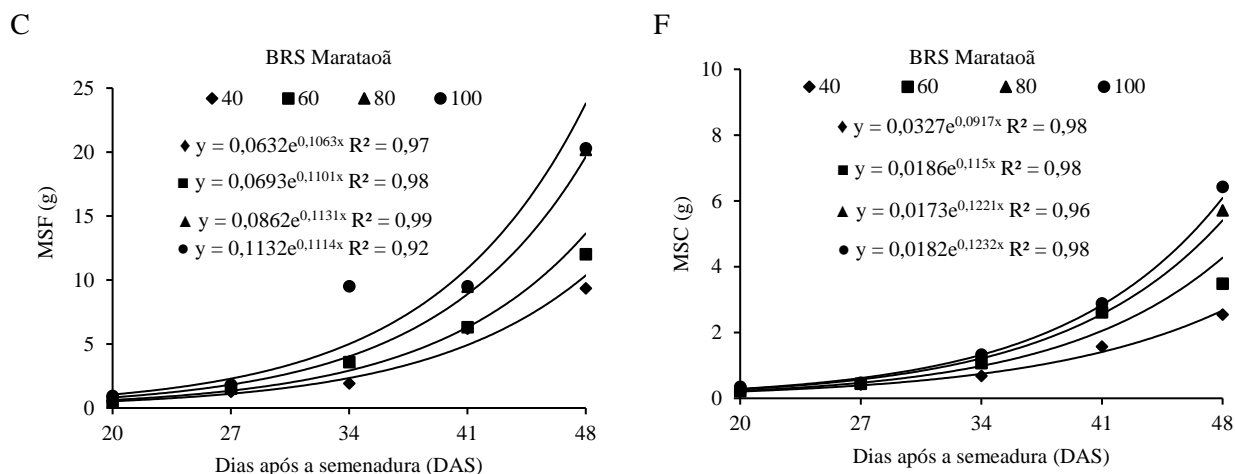 C
BRS Marataoã
40 60 80 100
y = 0,0632e^0,1063x R² = 0,97
y = 0,0693e^0,1101x R² = 0,98
y = 0,0862e^0,1131x R² = 0,99
y = 0,1132e^0,1114x R² = 0,92
MSF (g)
25
20
15
10
5
0
20 27 34 41 48
Dias após a semenadura (DAS)
F
BRS Marataoã
40 60 80 100
y = 0,0327e^0,0917x R² = 0,98
y = 0,0186e^0,115x R² = 0,98
y = 0,0173e^0,1221x R² = 0,96
y = 0,0182e^0,1232x R² = 0,98
MSC (g)
10
8
6
4
2
0
20 27 34 41 48
Dias após a semeadura (DAS)